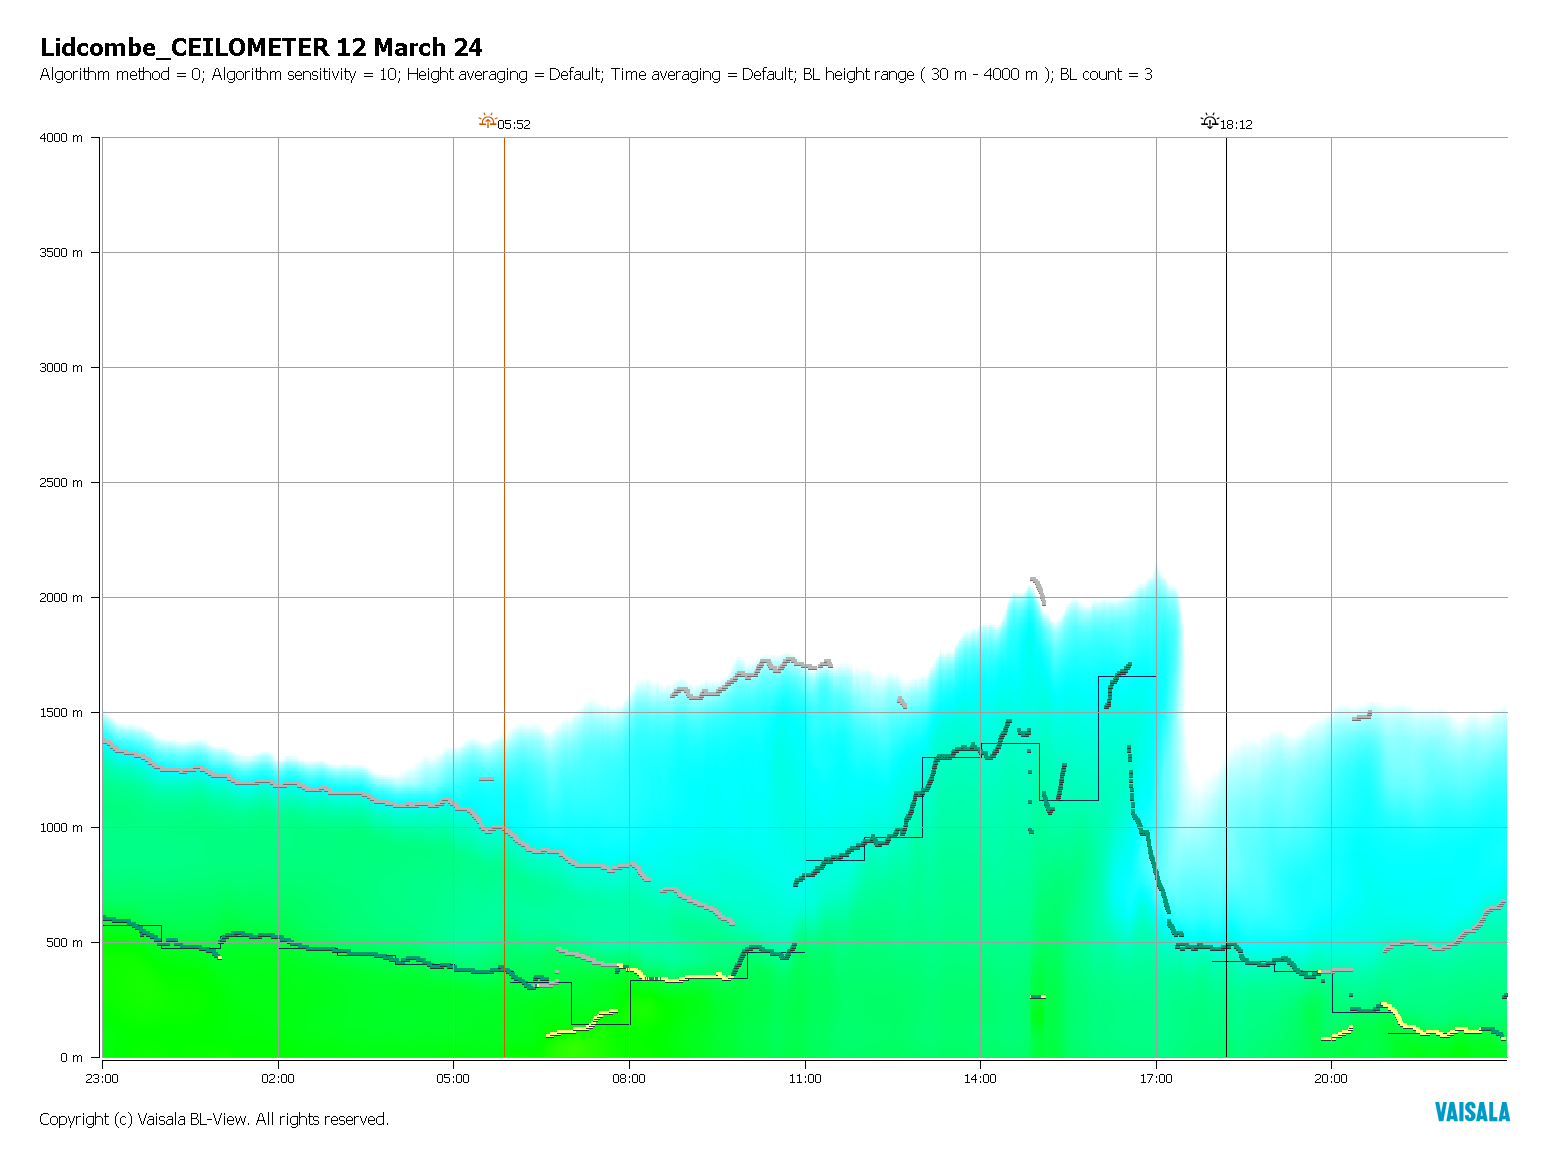 Lidcombe_CEILOMETER 12 March 24
Algorithm method = 0; Algorithm sensitivity = 10; Height averaging = Default; Time averaging = Default; BL height range ( 30 m - 4000 m ); BL count = 3
05:52
18:12
4000 m
3500 m
3000 m
2500 m
2000 m
1500 m
1000 m
500 m
0 m
23:00 02:00 05:00 08:00 11:00 14:00 17:00 20:00
Copyright (c) Vaisala BL-View. All rights reserved.
VAISALA